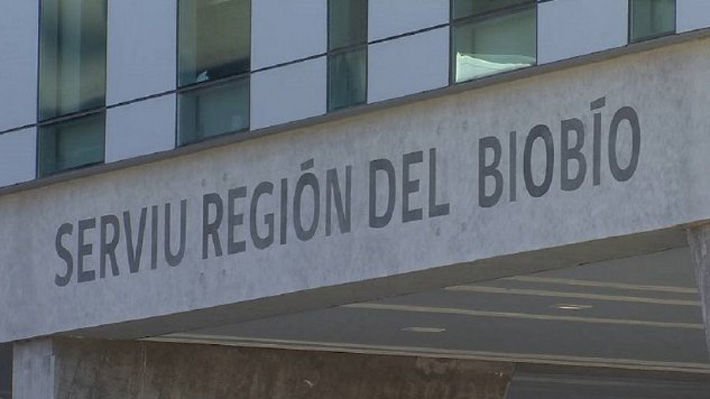 SERVIU REGIÓN DEL BIOBÍO